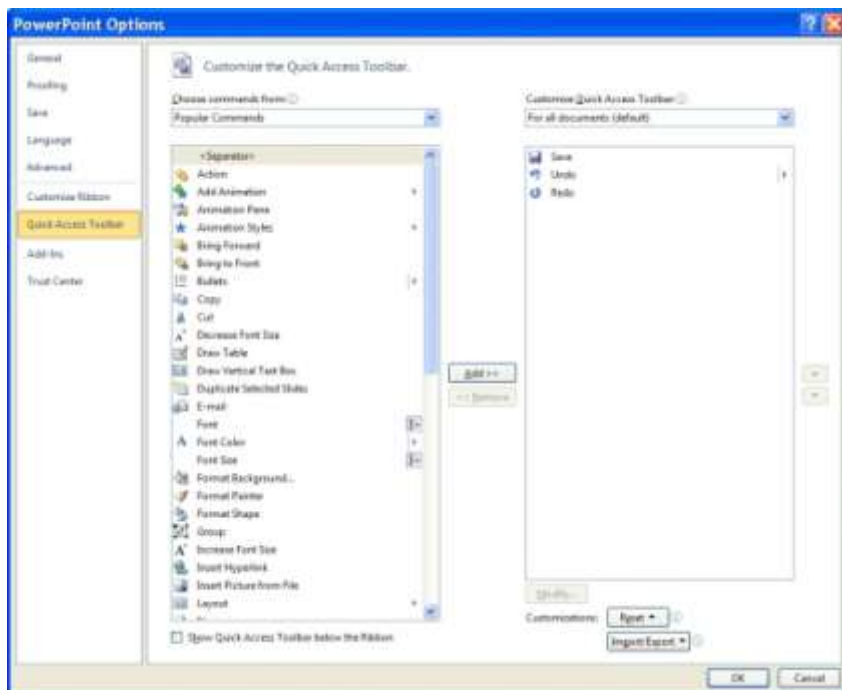 PowerPoint Options
General
Proofing
Save
Language
Advanced
Customize Ribbon
Quick Access Toolbar
Add-Ins
Trust Center
Customize the Quick Access Toolbar.
Choose commands from:
Popular Commands
<Separator>
Action
Add Animation
Animation Pane
Animation Styles
Bring Forward
Bring to Front
Bullets
Copy
Cut
Decrease Font Size
Draw Table
Draw Vertical Text Box
Duplicate Selected Slides
E-mail
Font
Font Color
Font Size
Format Background...
Format Painter
Format Shape
Group
Increase Font Size
Insert Hyperlink
Insert Picture from File
Layout
Show Quick Access Toolbar below the Ribbon
Add >>
<< Remove
Customize Quick Access Toolbar:
For all documents (default)
Save
Undo
Redo
Modify...
Customizations:
Reset
Import/Export
OK
Cancel